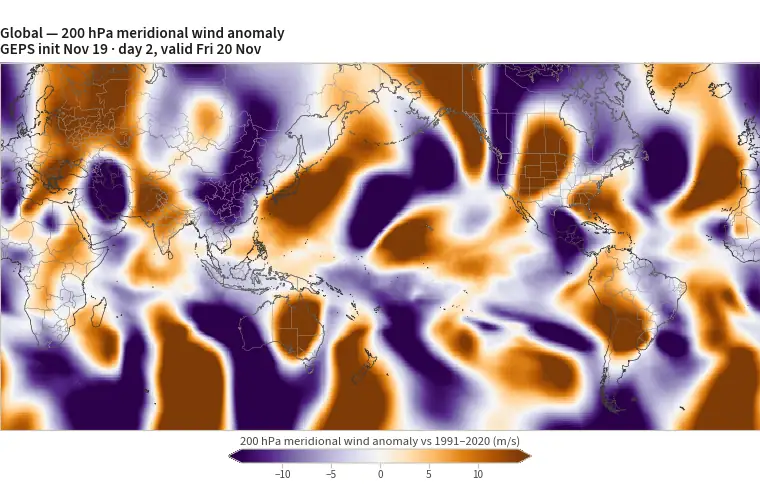 Global — 200 hPa meridional wind anomaly
GEPS init Nov 19 · day 2, valid Fri 20 Nov
200 hPa meridional wind anomaly vs 1991–2020 (m/s)
−10 −5 0 5 10